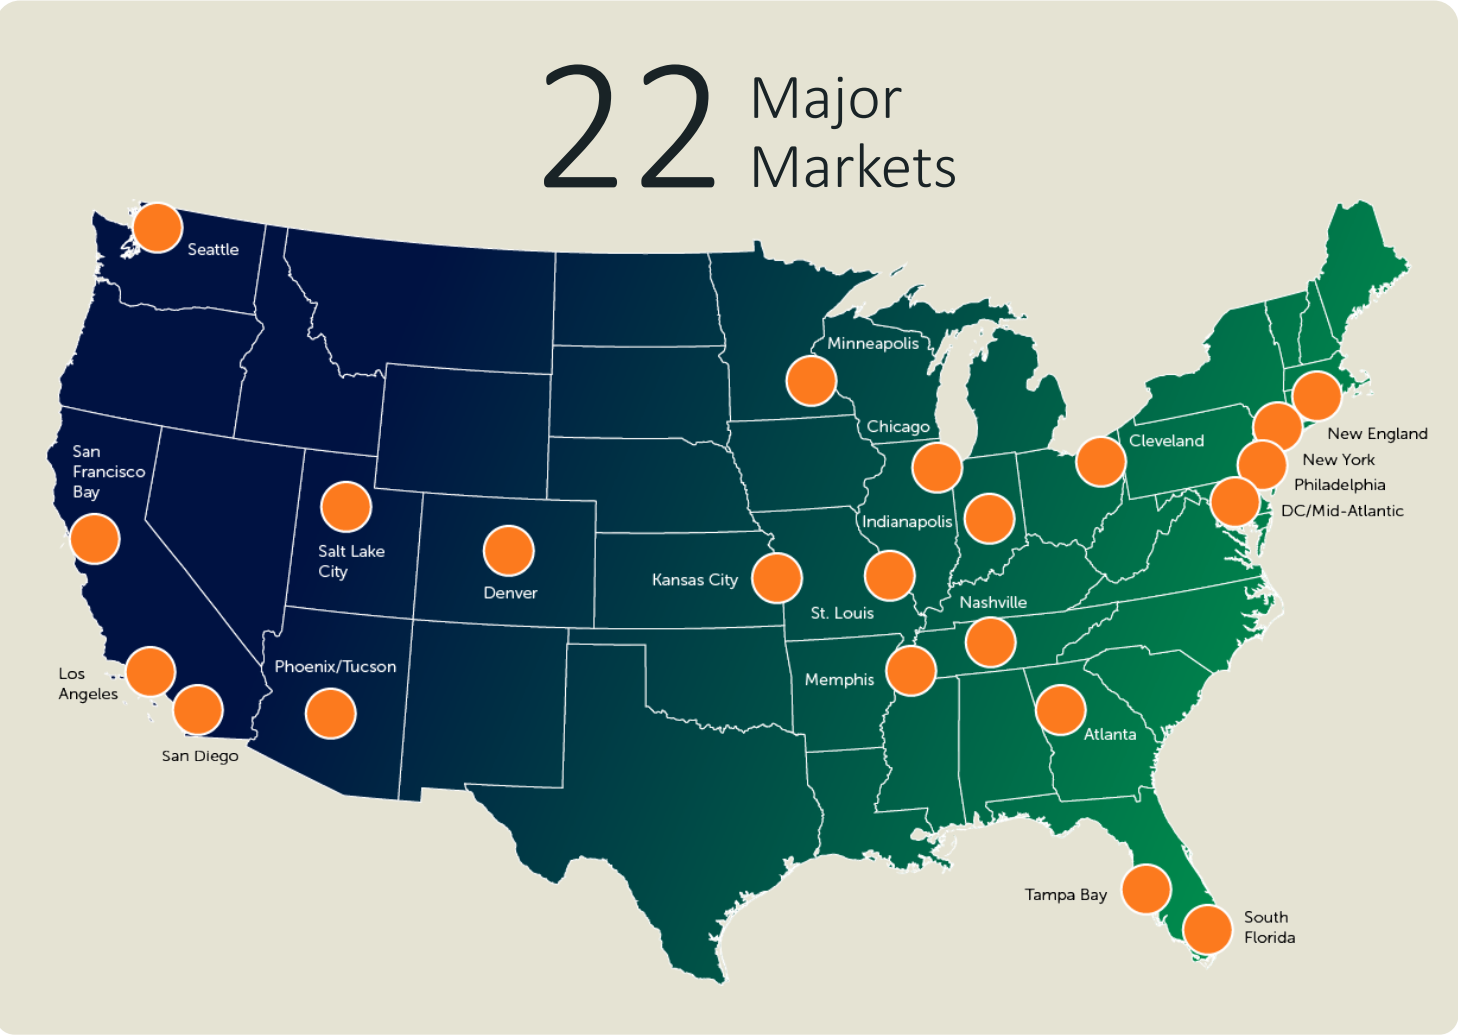 22 Major
Markets
Seattle
Minneapolis
Chicago
Cleveland
New England
New York
Philadelphia
DC/Mid-Atlantic
San
Francisco
Bay
Salt Lake
City
Denver
Indianapolis
Kansas City
St. Louis
Nashville
Los
Angeles
Phoenix/Tucson
Memphis
Atlanta
San Diego
Tampa Bay
South
Florida